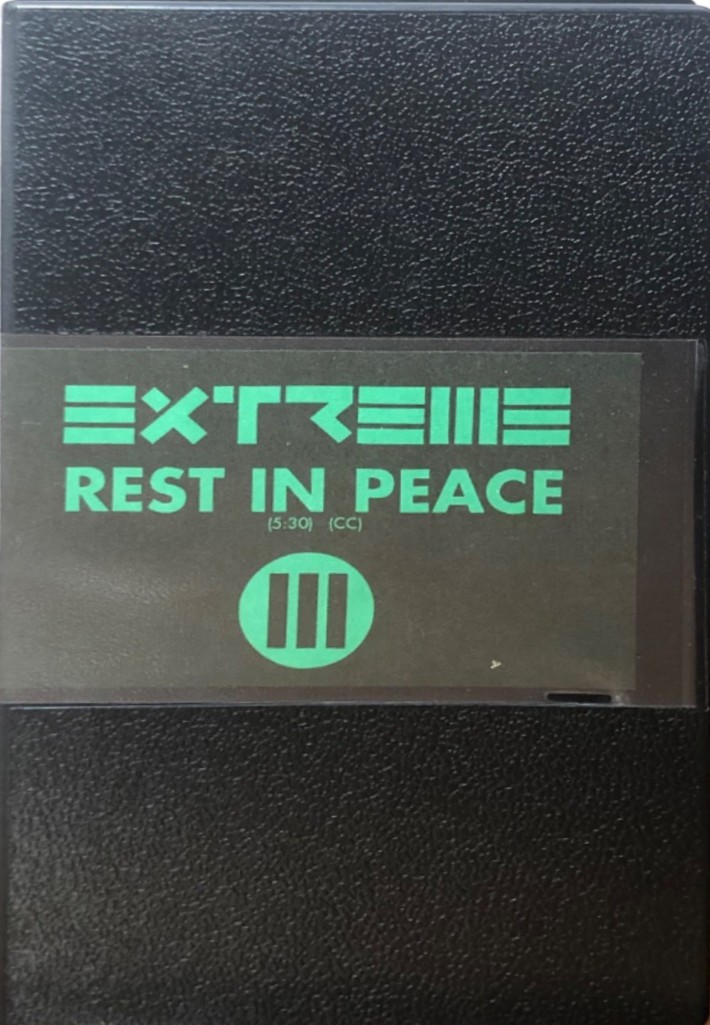 EXTREME
REST IN PEACE
(5:30) (CC)
III